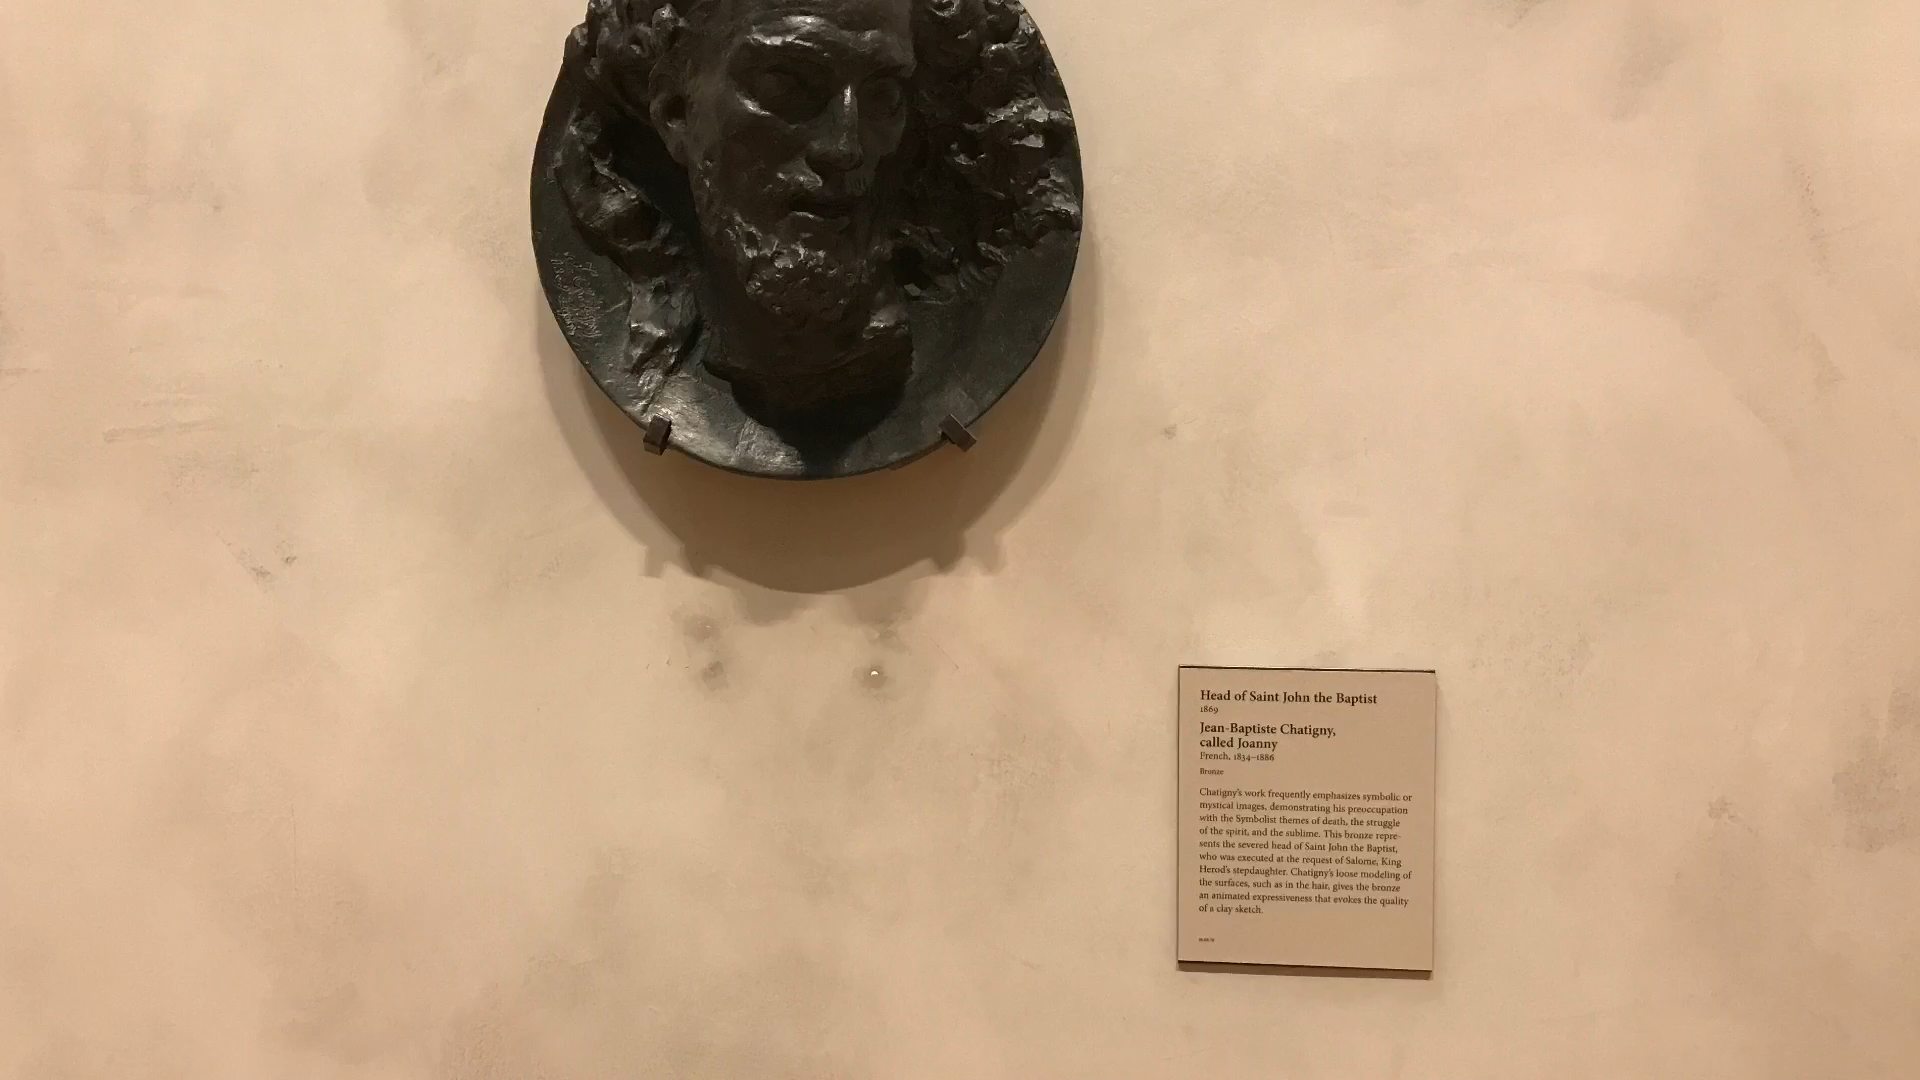 Head of Saint John the Baptist
1869
Jean-Baptiste Chatigny,
called Joanny
French, 1834–1886
Bronze
Chatigny's work frequently emphasizes symbolic or
mystical images, demonstrating his preoccupation
with the Symbolist themes of death, the struggle
of the spirit, and the sublime. This bronze repre-
sents the severed head of Saint John the Baptist,
who was executed at the request of Salome, King
Herod's stepdaughter. Chatigny's loose modeling of
the surfaces, such as in the hair, gives the bronze
an animated expressiveness that evokes the quality
of a clay sketch.